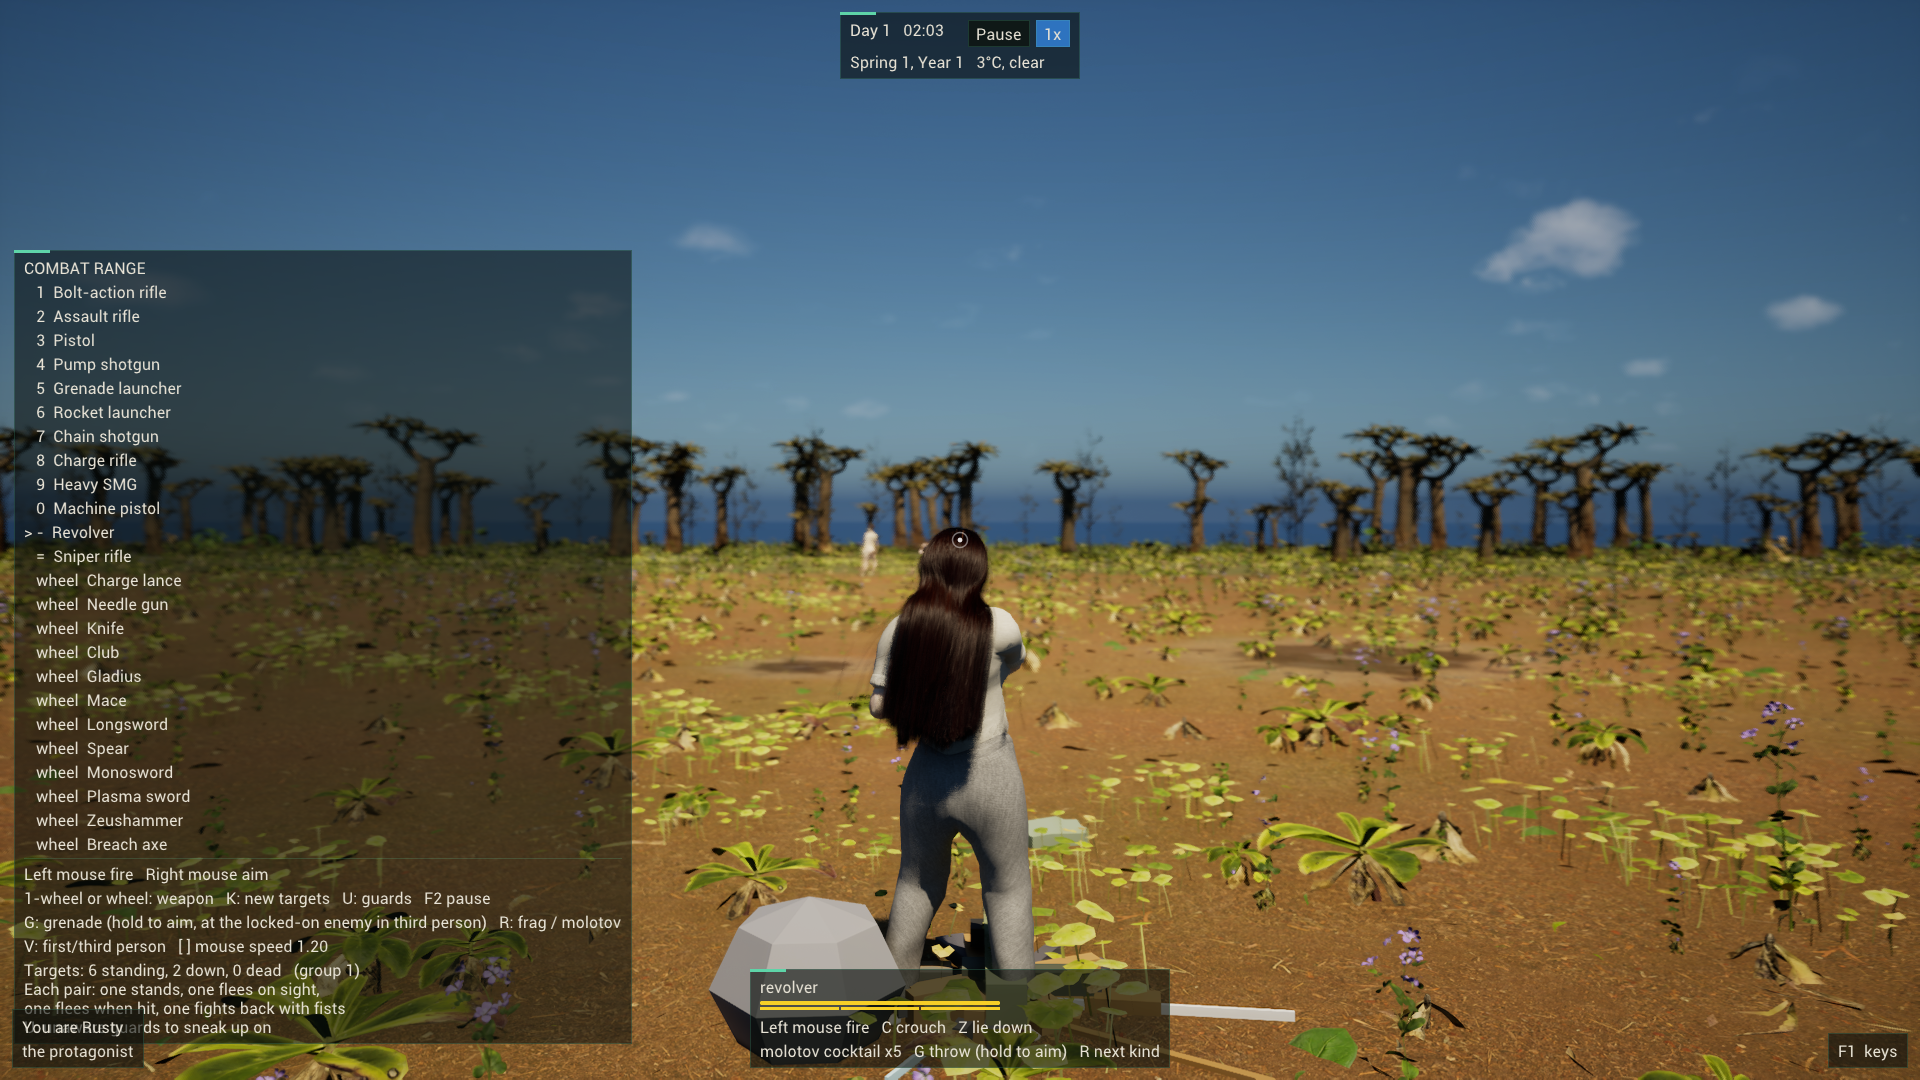 Day 1 02:03 Pause 1x
Spring 1, Year 1 3°C, clear
COMBAT RANGE
1 Bolt-action rifle
2 Assault rifle
3 Pistol
4 Pump shotgun
5 Grenade launcher
6 Rocket launcher
7 Chain shotgun
8 Charge rifle
9 Heavy SMG
0 Machine pistol
> - Revolver
= Sniper rifle
wheel Charge lance
wheel Needle gun
wheel Knife
wheel Club
wheel Gladius
wheel Mace
wheel Longsword
wheel Spear
wheel Monosword
wheel Plasma sword
wheel Zeushammer
wheel Breach axe
Left mouse fire Right mouse aim
1-wheel or wheel: weapon K: new targets U: guards F2 pause
G: grenade (hold to aim, at the locked-on enemy in third person) R: frag / molotov
V: first/third person [ ] mouse speed 1.20
Targets: 6 standing, 2 down, 0 dead (group 1)
Each pair: one stands, one flees on sight,
one flees when hit, one fights back with fists
to sneak up on
You are Rusty
the protagonist
revolver
Left mouse fire C crouch Z lie down
molotov cocktail x5 G throw (hold to aim) R next kind
F1 keys